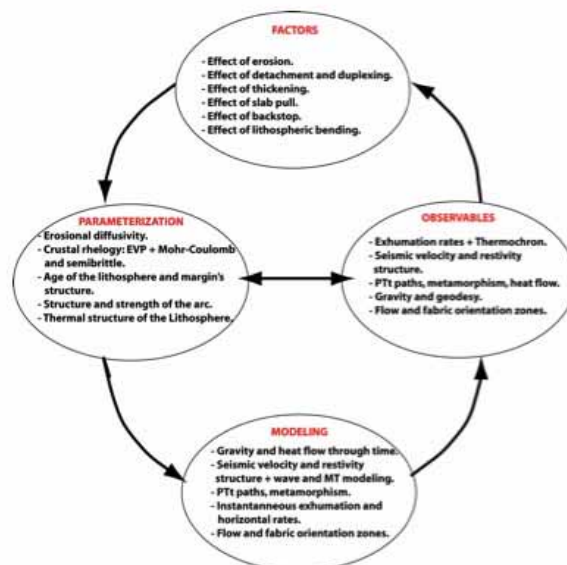 FACTORS
- Effect of erosion.
- Effect of detachment and duplexing.
- Effect of thickening.
- Effect of slab pull.
- Effect of backstop.
- Effect of lithospheric bending.
PARAMETERIZATION
- Erosional diffusivity.
- Crustal rhelogy: EVP + Mohr-Coulomb
and semibrittle.
- Age of the lithosphere and margin's
structure.
- Structure and strength of the arc.
- Thermal structure of the Lithosphere.
OBSERVABLES
- Exhumation rates + Thermochron.
- Seismic velocity and restivity
structure.
- PTt paths, metamorphism, heat flow.
- Gravity and geodesy.
- Flow and fabric orientation zones.
MODELING
- Gravity and heat flow through time.
- Seismic velocity and restivity
structure + wave and MT modeling.
- PTt paths, metamorphism.
- Instantaneous exhumation and
horizontal rates.
- Flow and fabric orientation zones.